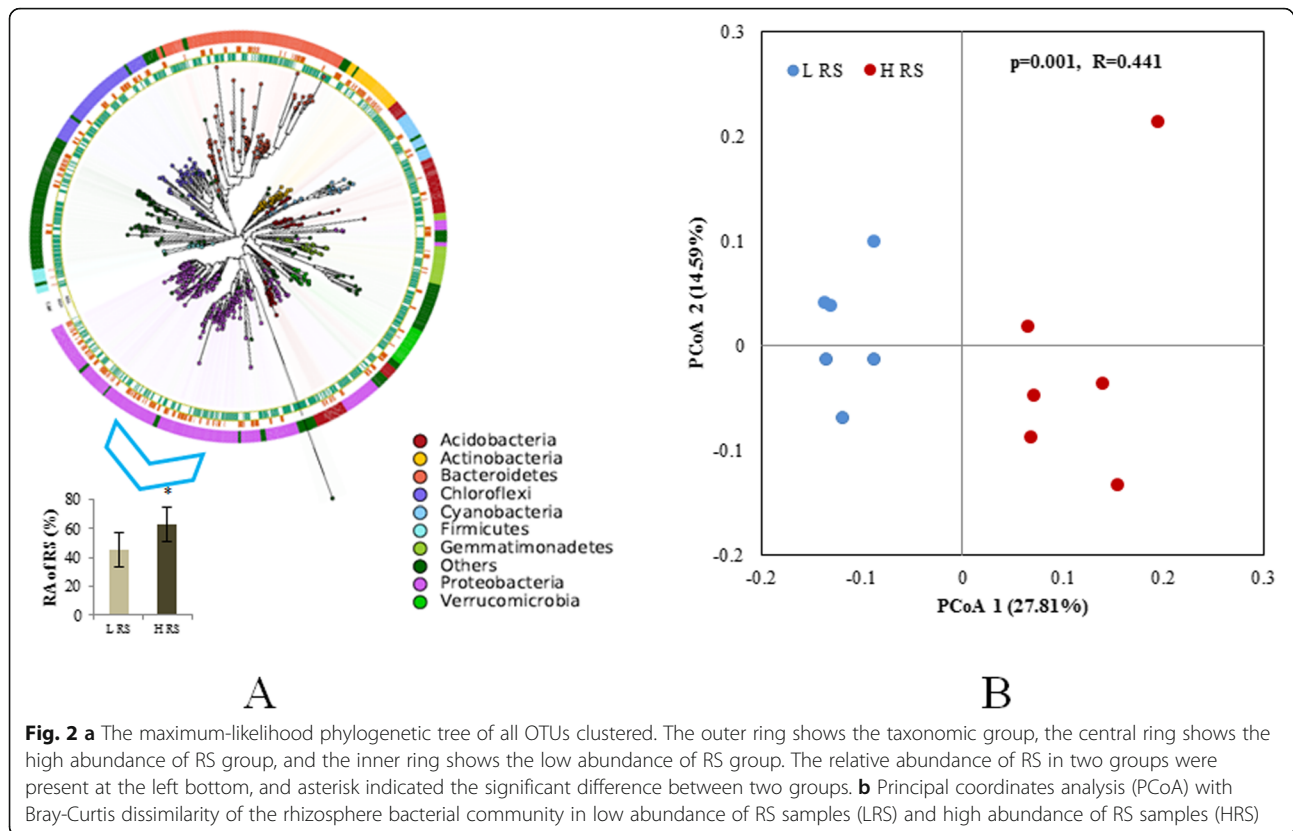 0.3
0.2
0.1
0
-0.1
-0.2
-0.2
-0.1
0
0.1
0.2
0.3
PCoA 2 (14.59%)
PCoA 1 (27.81%)
L RS
H RS
p=0.001, R=0.441
Acidobacteria
Actinobacteria
Bacteroidetes
Chloroflexi
Cyanobacteria
Firmicutes
Gemmatimonadetes
Others
Proteobacteria
Verrucomicrobia
RA of RS (%)
80
60
40
20
0
*
L RS
H RS
A
B
Fig. 2 a The maximum-likelihood phylogenetic tree of all OTUs clustered. The outer ring shows the taxonomic group, the central ring shows the
high abundance of RS group, and the inner ring shows the low abundance of RS group. The relative abundance of RS in two groups were
present at the left bottom, and asterisk indicated the significant difference between two groups. b Principal coordinates analysis (PCoA) with
Bray-Curtis dissimilarity of the rhizosphere bacterial community in low abundance of RS samples (LRS) and high abundance of RS samples (HRS)